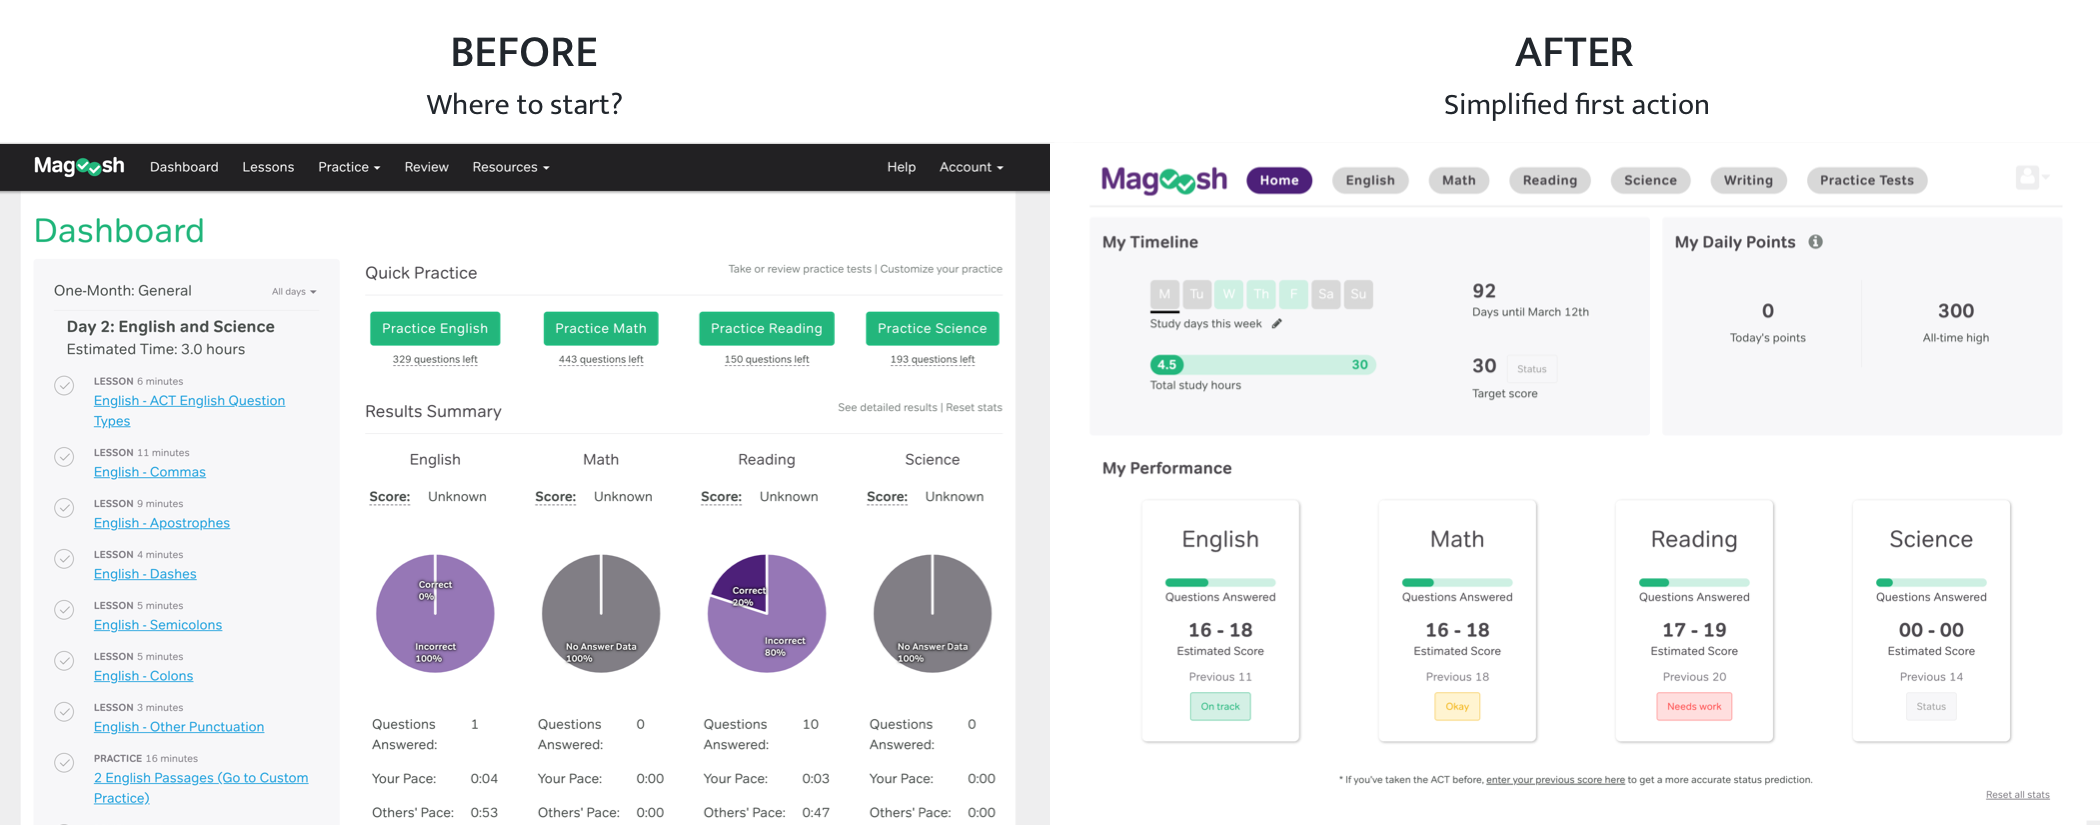 BEFORE
Where to start?
Magoosh
Dashboard
Lessons
Practice
Review
Resources
Help
Account
Dashboard
One-Month: General
All days
Day 2: English and Science
Estimated Time: 3.0 hours
LESSON 6 minutes
English - ACT English Question
Types
LESSON 11 minutes
English - Commas
LESSON 9 minutes
English - Apostrophes
LESSON 4 minutes
English - Dashes
LESSON 5 minutes
English - Semicolons
LESSON 5 minutes
English - Colons
LESSON 3 minutes
English - Other Punctuation
PRACTICE 16 minutes
2 English Passages (Go to Custom
Practice)
Quick Practice
Take or review practice tests | Customize your practice
Practice English
Practice Math
Practice Reading
Practice Science
329 questions left
443 questions left
150 questions left
193 questions left
Results Summary
See detailed results | Reset stats
English
Math
Reading
Science
Score: Unknown
Score: Unknown
Score: Unknown
Score: Unknown
Correct
0%
Incorrect
100%
No Answer Data
100%
Correct
20%
Incorrect
80%
No Answer Data
100%
Questions
Answered:
1
Questions
Answered:
0
Questions
Answered:
10
Questions
Answered:
0
Your Pace: 0:04
Your Pace: 0:00
Your Pace: 0:03
Your Pace: 0:00
Others' Pace: 0:53
Others' Pace: 0:00
Others' Pace: 0:47
Others' Pace: 0:00
AFTER
Simplified first action
Magoosh
Home
English
Math
Reading
Science
Writing
Practice Tests
My Timeline
M
Tu
W
Th
F
Sa
Su
Study days this week
4.5
30
Total study hours
92
Days until March 12th
30
Status
Target score
My Daily Points
0
Today's points
300
All-time high
My Performance
English
Questions Answered
16 - 18
Estimated Score
Previous 11
On track
Math
Questions Answered
16 - 18
Estimated Score
Previous 18
Okay
Reading
Questions Answered
17 - 19
Estimated Score
Previous 20
Needs work
Science
Questions Answered
00 - 00
Estimated Score
Previous 14
Status
* If you've taken the ACT before, enter your previous score here to get a more accurate status prediction.
Reset all stats